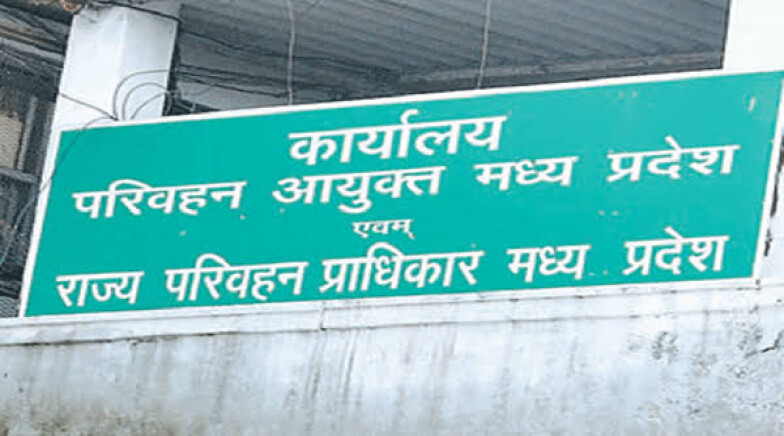 कार्यालय
परिवहन आयुक्त मध्य प्रदेश
एवम्
राज्य परिवहन प्राधिकार मध्य प्रदेश